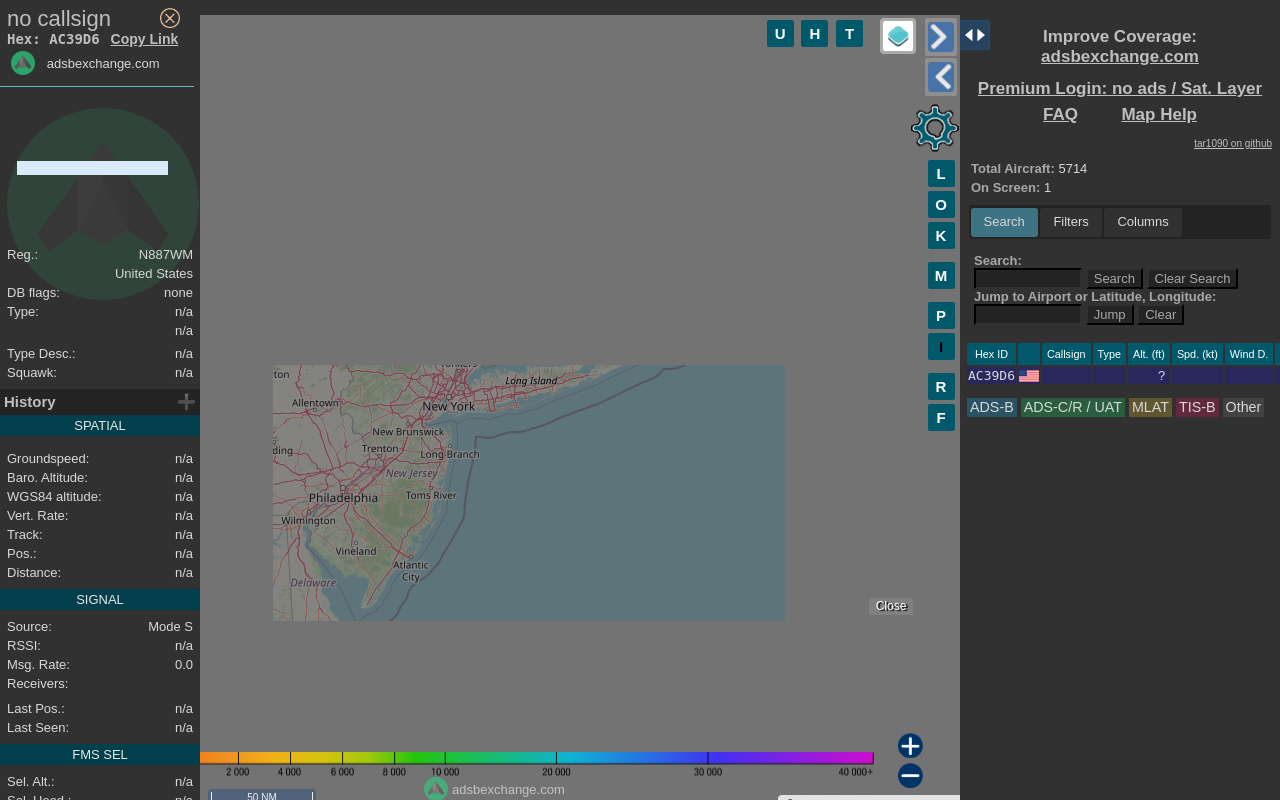 no callsign
Hex: AC39D6 Copy Link
adsbexchange.com
Reg.: N887WM
United States
DB flags: none
Type: n/a
n/a
Type Desc.: n/a
Squawk: n/a
History
SPATIAL
Groundspeed: n/a
Baro. Altitude: n/a
WGS84 altitude: n/a
Vert. Rate: n/a
Track: n/a
Pos.: n/a
Distance: n/a
SIGNAL
Source: Mode S
RSSI: n/a
Msg. Rate: 0.0
Receivers:
Last Pos.: n/a
Last Seen: n/a
FMS SEL
Sel. Alt.: n/a
Sel. Head.: n/a
U H T
L
O
K
M
P
I
R
F
ton
Yonkers
Long Island
Allentown
New York
New Brunswick
ding
Trenton
Long Branch
New Jersey
Philadelphia
Toms River
Wilmington
Vineland
Atlantic
City
Delaware
Close
2 000 4 000 6 000 8 000 10 000 20 000 30 000 40 000+
adsbexchange.com
50 NM
Improve Coverage:
adsbexchange.com
Premium Login: no ads / Sat. Layer
FAQ Map Help
tar1090 on github
Total Aircraft: 5714
On Screen: 1
Search Filters Columns
Search:
Search Clear Search
Jump to Airport or Latitude, Longitude:
Jump Clear
Hex ID Callsign Type Alt. (ft) Spd. (kt) Wind D.
AC39D6 ?
ADS-B ADS-C/R / UAT MLAT TIS-B Other